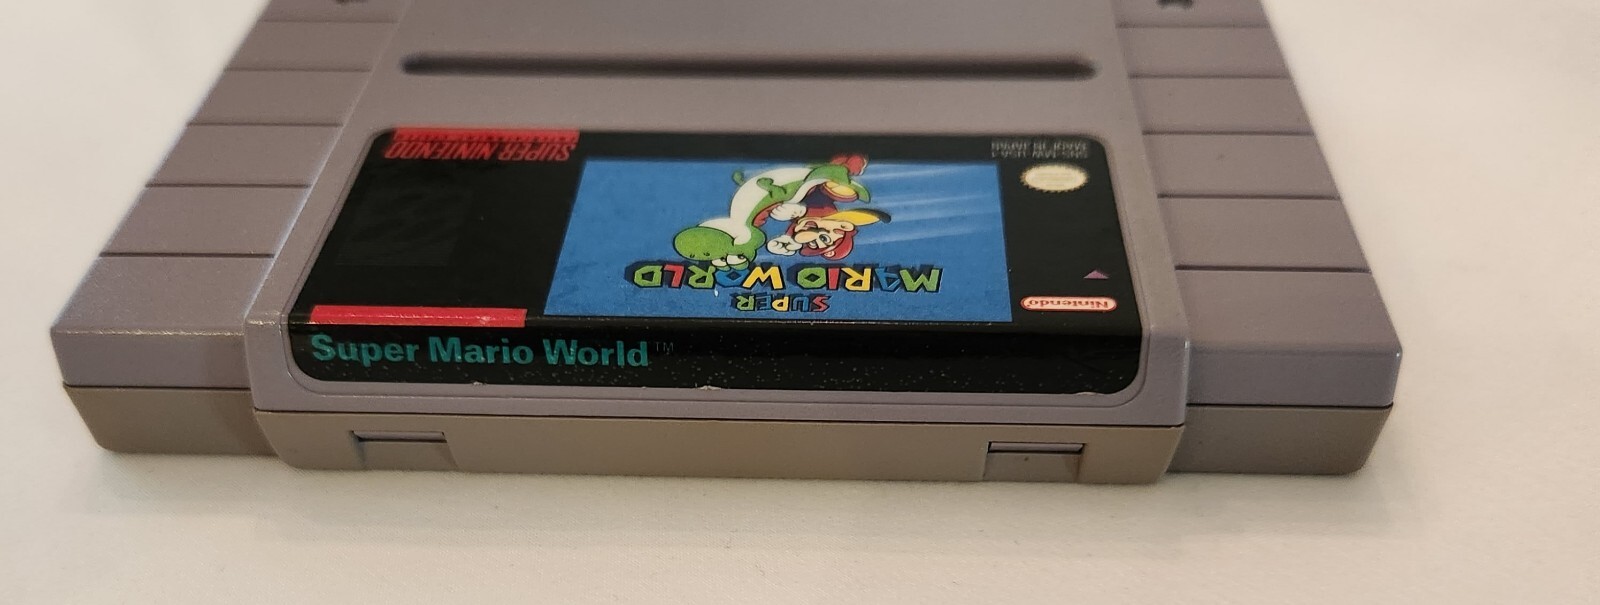 SUPER NINTENDO
SNS-MW-USA-1
MADE IN JAPAN
SUPER
MARIO WORLD
Nintendo
Super Mario World™